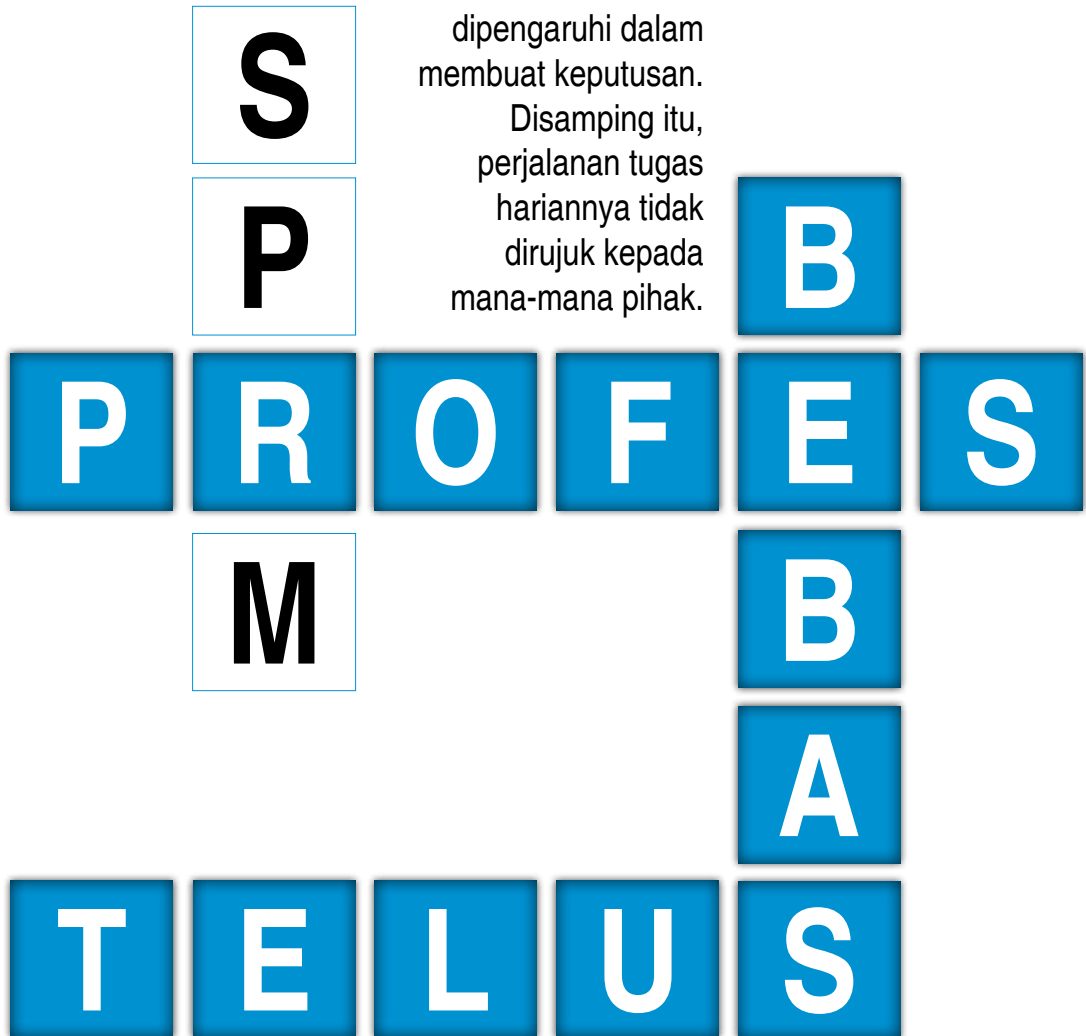 dipengaruhi dalam
membuat keputusan.
Disamping itu,
perjalanan tugas
hariannya tidak
dirujuk kepada
mana-mana pihak.
S
P
B
P R O F E S
M
B
A
T E L U S